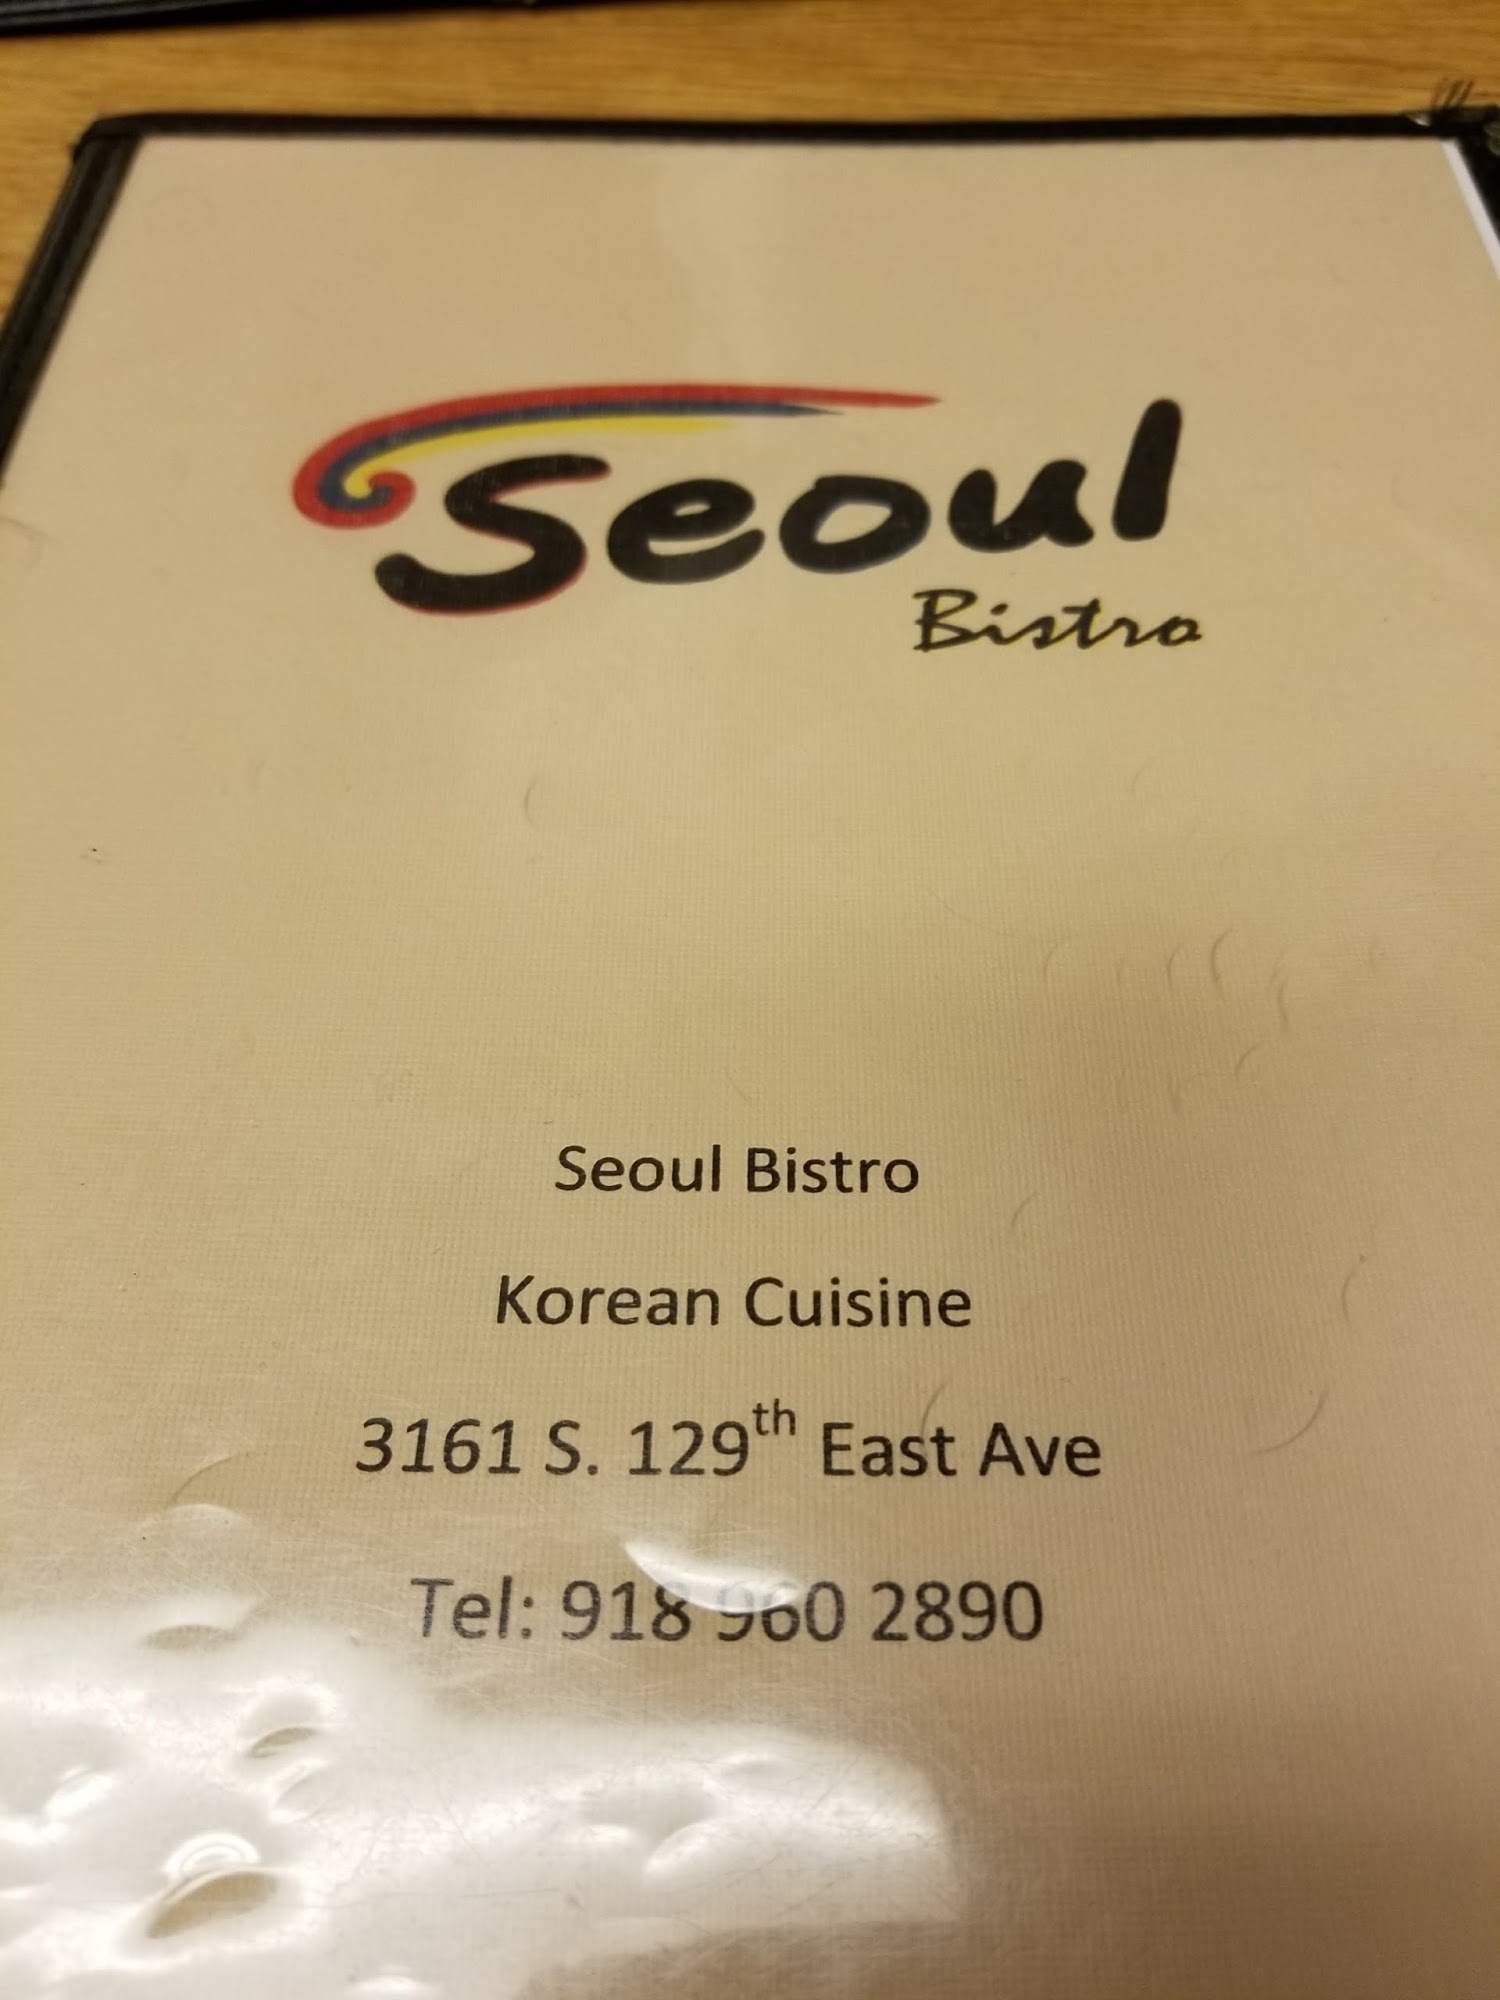 Seoul
Bistro
Seoul Bistro
Korean Cuisine
3161 S. 129th East Ave
Tel: 918 960 2890